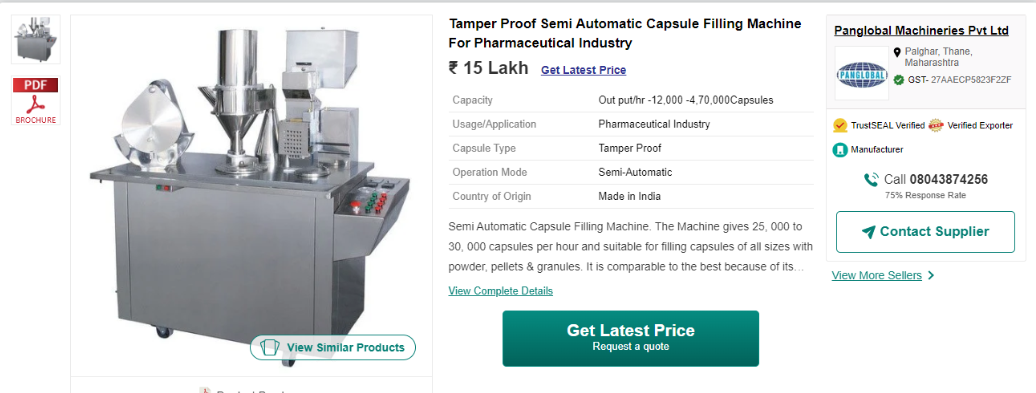 PDF
BROCHURE
View Similar Products
Tamper Proof Semi Automatic Capsule Filling Machine
For Pharmaceutical Industry
₹ 15 Lakh Get Latest Price
Capacity Out put/hr -12,000 -4,70,000Capsules
Usage/Application Pharmaceutical Industry
Capsule Type Tamper Proof
Operation Mode Semi-Automatic
Country of Origin Made in India
Semi Automatic Capsule Filling Machine. The Machine gives 25, 000 to
30, 000 capsules per hour and suitable for filling capsules of all sizes with
powder, pellets & granules. It is comparable to the best because of its...
View Complete Details
Get Latest Price
Request a quote
Panglobal Machineries Pvt Ltd
PANGLOBAL
Palghar, Thane,
Maharashtra
GST- 27AAECP5823F2ZF
TrustSEAL Verified Verified Exporter
Manufacturer
Call 08043874256
75% Response Rate
Contact Supplier
View More Sellers